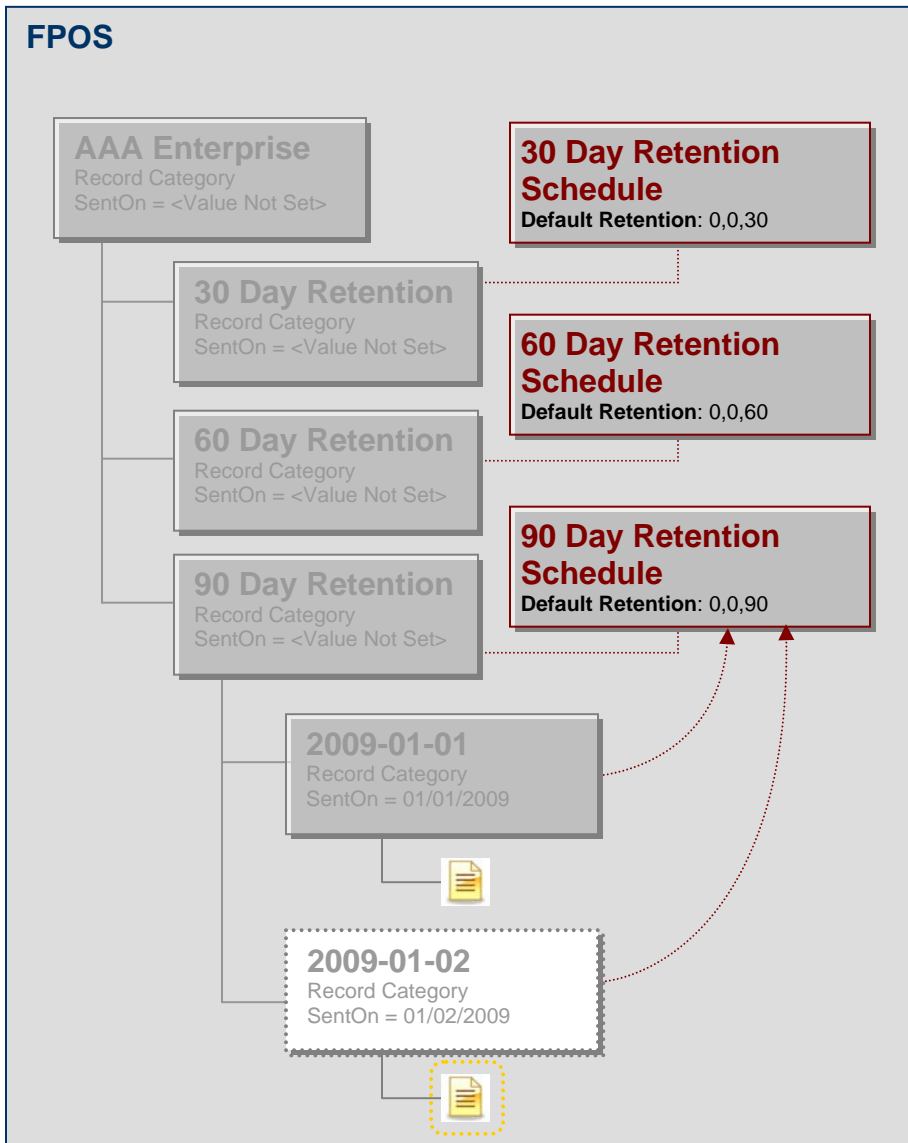 FPOS
AAA Enterprise
Record Category
SentOn = <Value Not Set>
30 Day Retention
Schedule
Default Retention: 0,0,30
30 Day Retention
Record Category
SentOn = <Value Not Set>
60 Day Retention
Schedule
Default Retention: 0,0,60
60 Day Retention
Record Category
SentOn = <Value Not Set>
90 Day Retention
Schedule
Default Retention: 0,0,90
90 Day Retention
Record Category
SentOn = <Value Not Set>
2009-01-01
Record Category
SentOn = 01/01/2009
2009-01-02
Record Category
SentOn = 01/02/2009